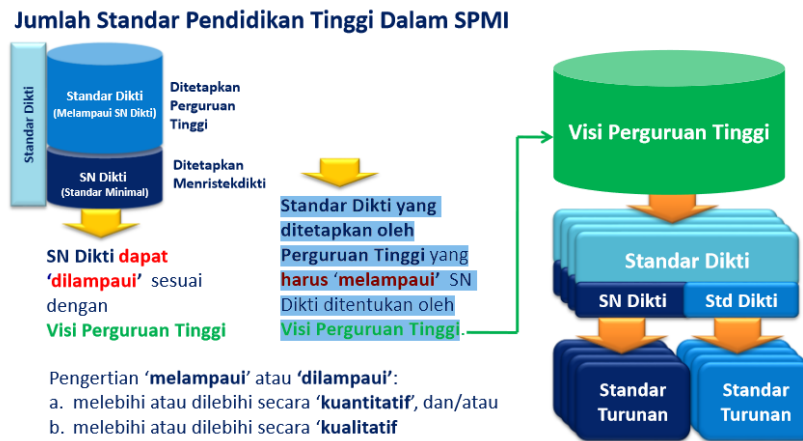 Jumlah Standar Pendidikan Tinggi Dalam SPMI
Standar Dikti
Standar Dikti
(Melampaui SN Dikti)
Ditetapkan
Perguruan
Tinggi
SN Dikti
(Standar Minimal)
Ditetapkan
Menristekdikti
SN Dikti dapat
‘dilampaui’ sesuai
dengan
Visi Perguruan Tinggi
Standar Dikti yang
ditetapkan oleh
Perguruan Tinggi yang
harus ‘melampaui’ SN
Dikti ditentukan oleh
Visi Perguruan Tinggi.
Pengertian ‘melampaui’ atau ‘dilampaui’:
a. melebihi atau dilebihi secara ‘kuantitatif’, dan/atau
b. melebihi atau dilebihi secara ‘kualitatif
Visi Perguruan Tinggi
Standar Dikti
SN Dikti
Std Dikti
Standar
Turunan
Standar
Turunan